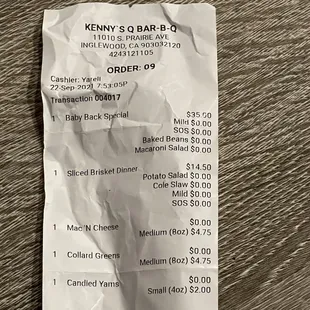 KENNY'S Q BAR-B-Q
11010 S. PRAIRIE AVE
INGLEWOOD, CA 903032120
4243121105
ORDER: 09
Cashier: Yareli
22-Sep-2021 7:53:05P
Transaction 004017
1 Baby Back Special $35.00
Mild $0.00
SOS $0.00
Baked Beans $0.00
Macaroni Salad $0.00
1 Sliced Brisket Dinner $14.50
Potato Salad $0.00
Cole Slaw $0.00
Mild $0.00
SOS $0.00
1 Mac 'N Cheese $0.00
Medium (8oz) $4.75
1 Collard Greens $0.00
Medium (8oz) $4.75
1 Candied Yams $0.00
Small (4oz) $2.00